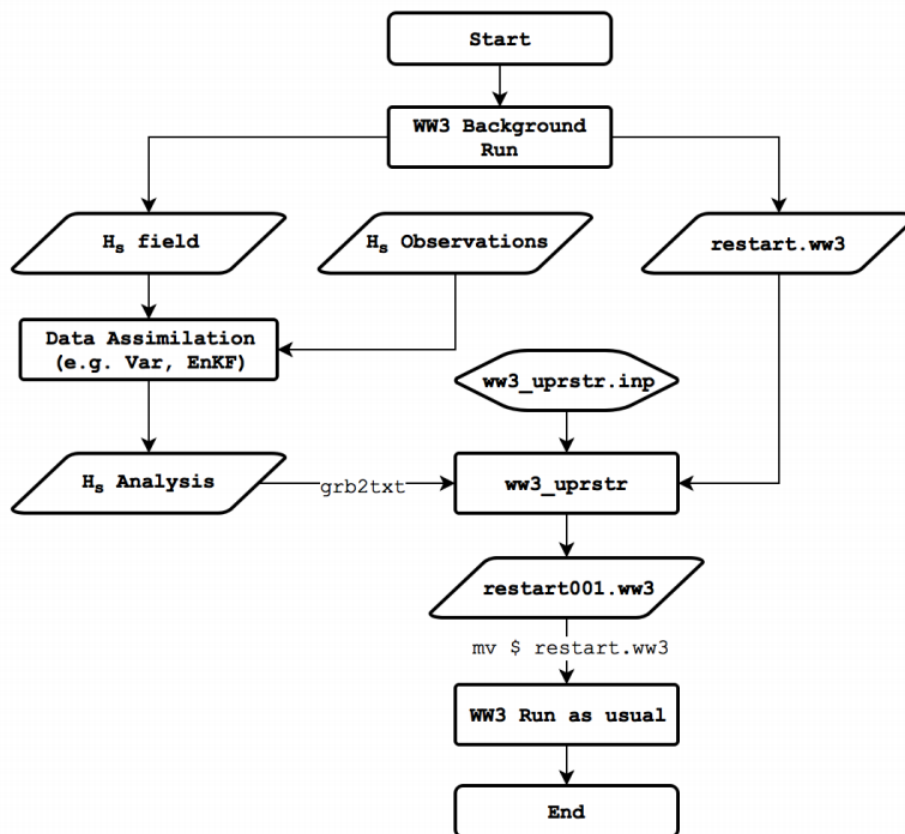 Start
WW3 Background
Run
Hs field
Hs Observations
restart.ww3
Data Assimilation
(e.g. Var, EnKF)
ww3_uprstr.inp
Hs Analysis
grb2txt
ww3_uprstr
restart001.ww3
mv $ restart.ww3
WW3 Run as usual
End